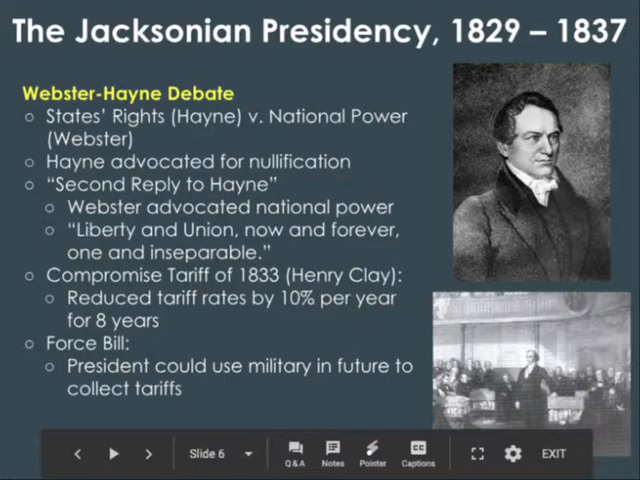 The Jacksonian Presidency, 1829 – 1837
Webster-Hayne Debate
○ States' Rights (Hayne) v. National Power
(Webster)
○ Hayne advocated for nullification
○ "Second Reply to Hayne"
○ Webster advocated national power
○ "Liberty and Union, now and forever,
one and inseparable."
○ Compromise Tariff of 1833 (Henry Clay):
○ Reduced tariff rates by 10% per year
for 8 years
○ Force Bill:
○ President could use military in future to
collect tariffs
Slide 6
Q & A
Notes
Pointer
CC
Captions
EXIT